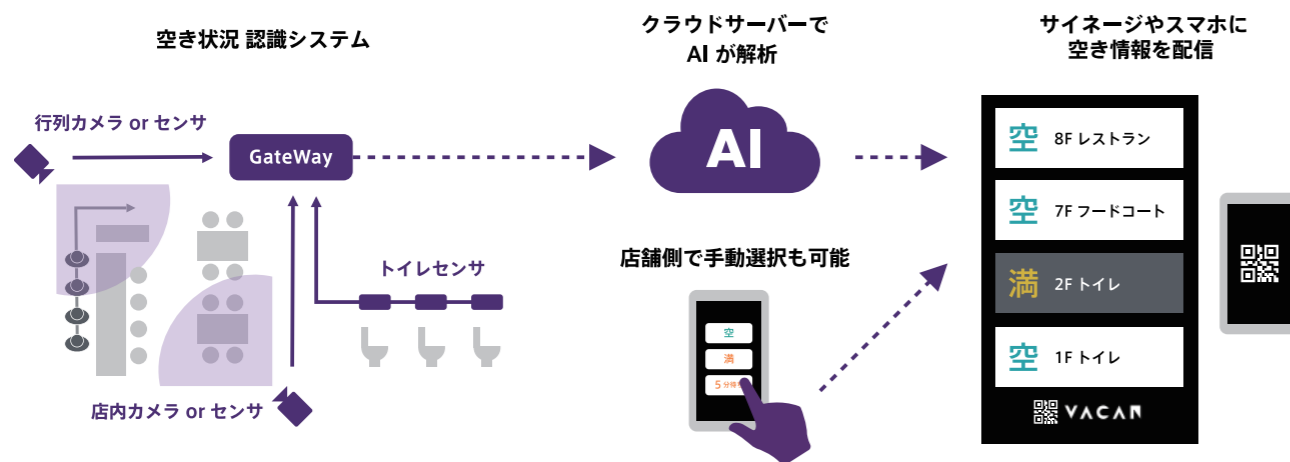 空き状況 認識システム
行列カメラ or センサ
GateWay
トイレセンサ
店内カメラ or センサ
クラウドサーバーで
AI が解析
AI
店舗側で手動選択も可能
空
満
5分待
サイネージやスマホに
空き情報を配信
空 8F レストラン
空 7F フードコート
満 2F トイレ
空 1F トイレ
VACAN